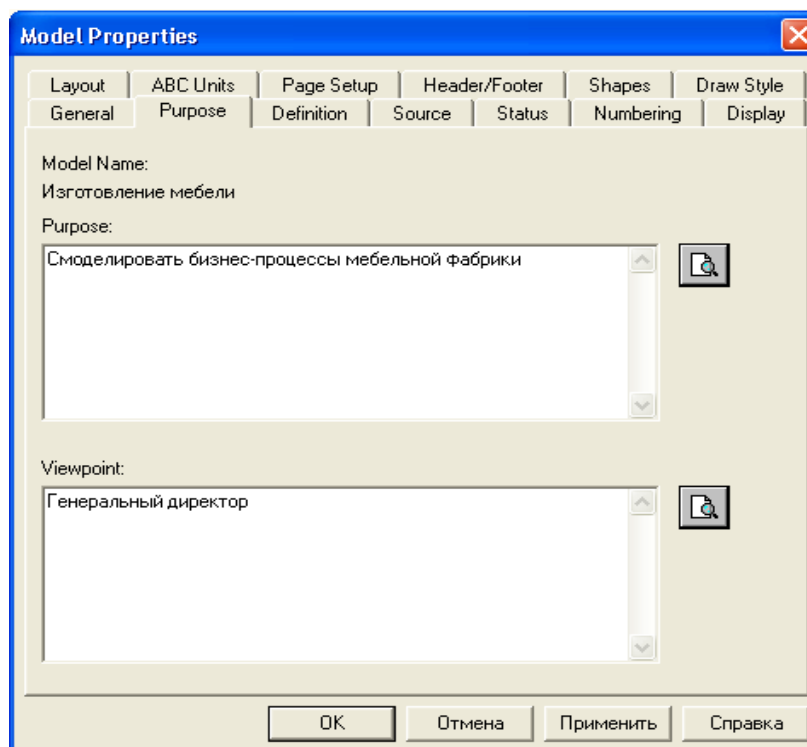 Model Properties
Layout ABC Units Page Setup Header/Footer Shapes Draw Style
General Purpose Definition Source Status Numbering Display
Model Name:
Изготовление мебели
Purpose:
Смоделировать бизнес-процессы мебельной фабрики
Viewpoint:
Генеральный директор
OK Отмена Применить Справка